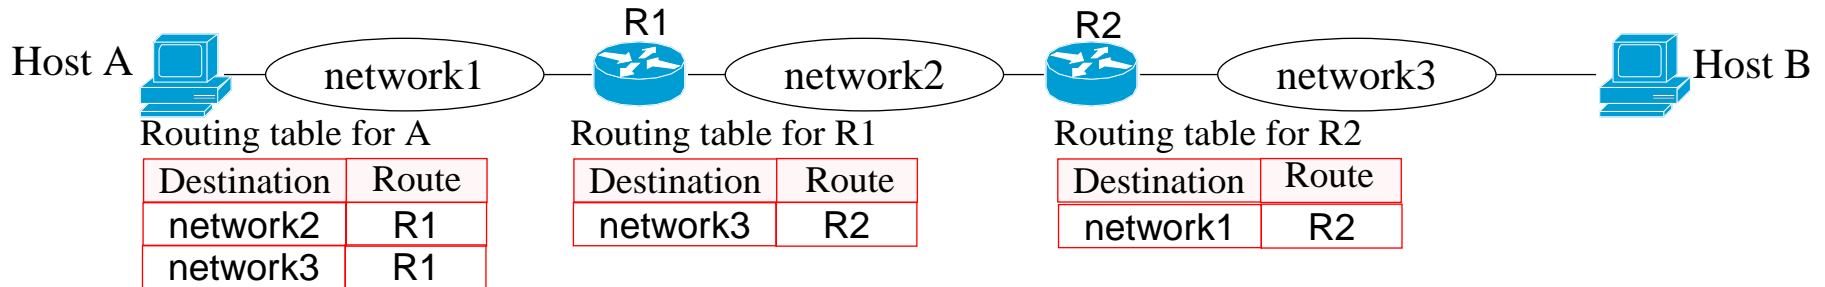 R1 R2
Host A network1 network2 network3 Host B
Routing table for A Routing table for R1 Routing table for R2
Destination Route Destination Route Destination Route
network2 R1 network3 R2 network1 R2
network3 R1